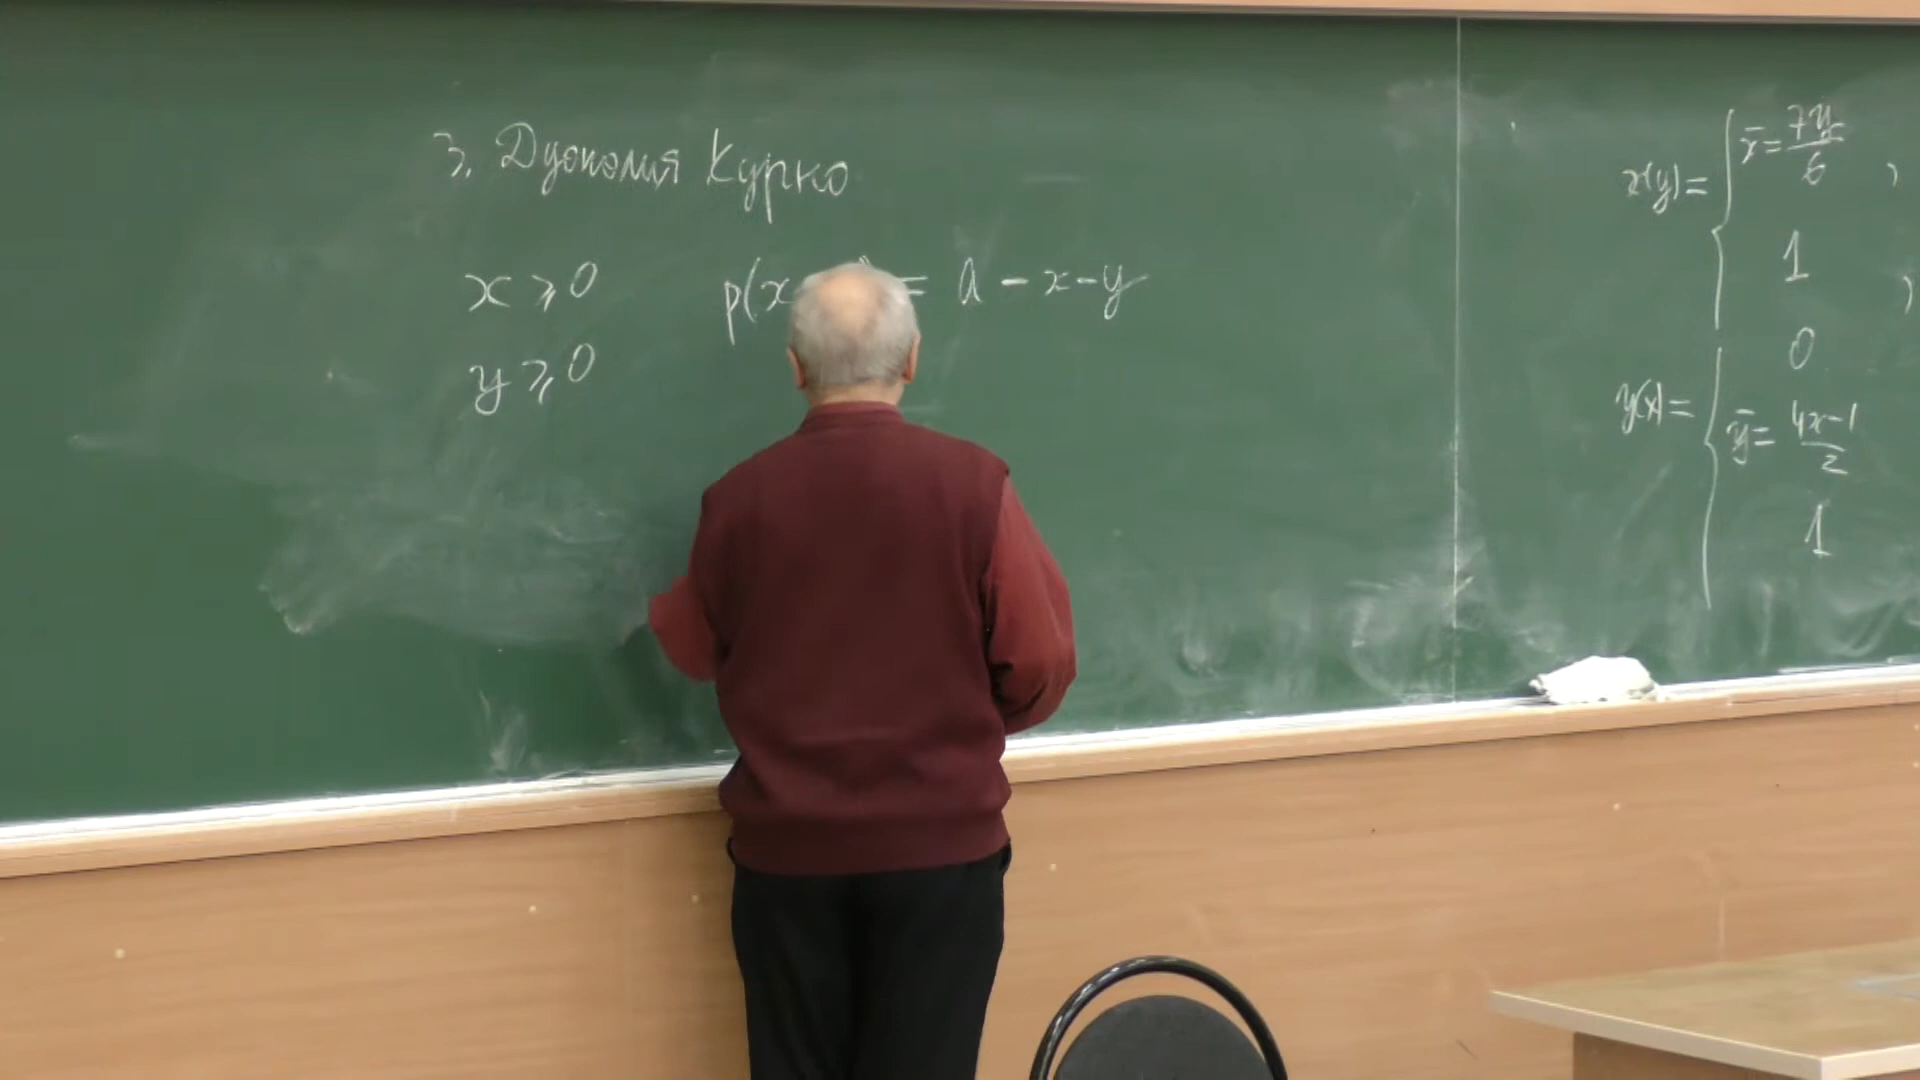 3. Дуополия Курно
x ⩾ 0 p(x = a - x - y
y ⩾ 0
x(y) = { x̄ = 7y/6 ,
1 ,
0
y(x) = { ȳ = 4x-1/2
1